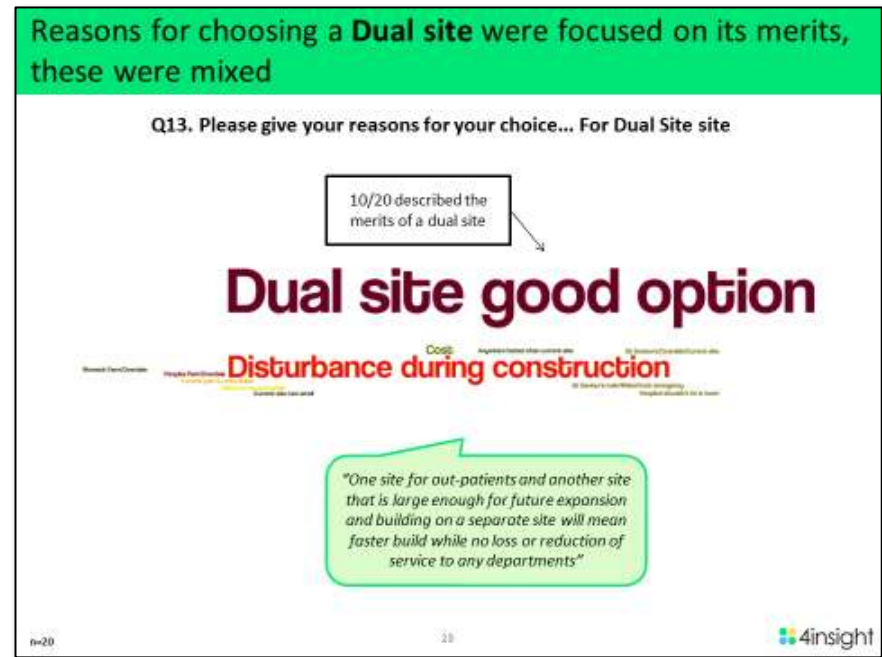 Reasons for choosing a Dual site were focused on its merits,
these were mixed
Q13. Please give your reasons for your choice... For Dual Site site
10/20 described the
merits of a dual site
Dual site good option
Cost
Disturbance during construction
"One site for out-patients and another site
that is large enough for future expansion
and building on a separate site will mean
faster build while no loss or reduction of
service to any departments"
n=20
4insight